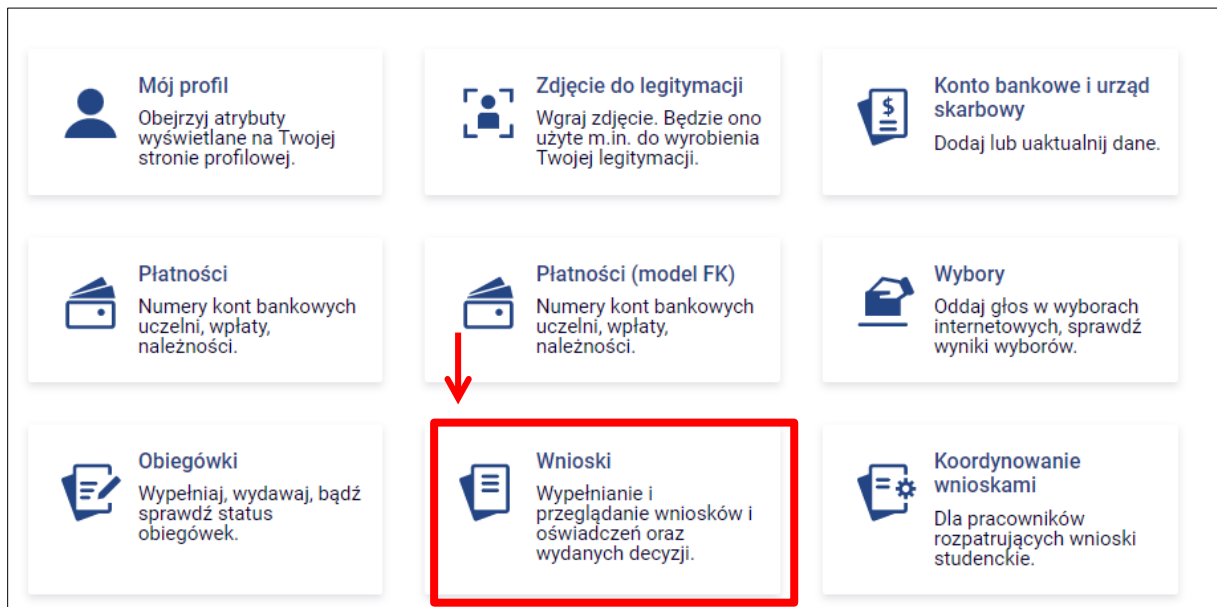 Mój profil
Obejrzyj atrybuty
wyświetlane na Twojej
stronie profilowej.
Zdjęcie do legitymacji
Wgraj zdjęcie. Będzie ono
użyte m.in. do wyrobienia
Twojej legitymacji.
Konto bankowe i urząd
skarbowy
Dodaj lub uaktualnij dane.
Płatności
Numery kont bankowych
uczelni, wpłaty,
należności.
Płatności (model FK)
Numery kont bankowych
uczelni, wpłaty,
należności.
Wybory
Oddaj głos w wyborach
internetowych, sprawdź
wyniki wyborów.
Obiegówki
Wypełniaj, wydawaj, bądź
sprawdź status
obiegówek.
Wnioski
Wypełnianie i
przeglądanie wniosków i
oświadczeń oraz
wydanych decyzji.
Koordynowanie
wnioskami
Dla pracowników
rozpatrujących wnioski
studenckie.